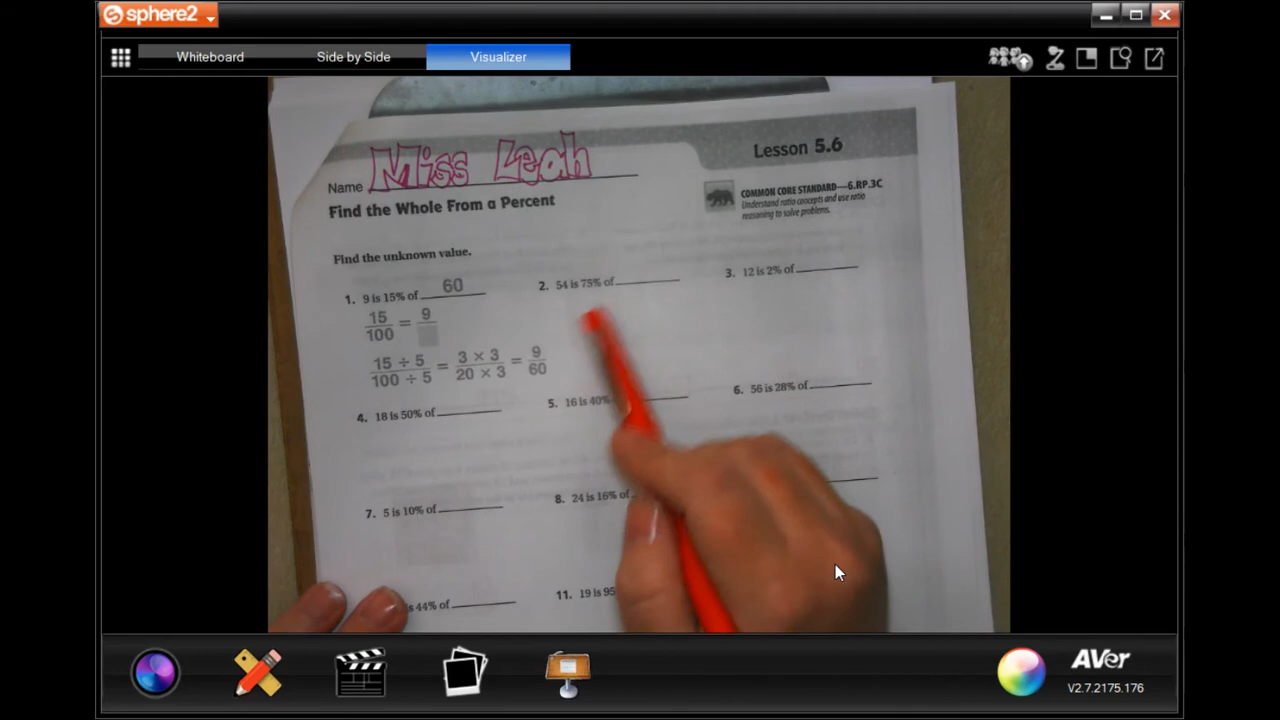 sphere2
Whiteboard Side by Side Visualizer
Lesson 5.6
Name Miss Leah
COMMON CORE STANDARD—6.RP.3C
Understand ratio concepts and use ratio
reasoning to solve problems.
Find the Whole From a Percent
Find the unknown value.
1. 9 is 15% of 60
2. 54 is 75% of
3. 12 is 2% of
15/100 = 9/
15 ÷ 5/100 ÷ 5 = 3 × 3/20 × 3 = 9/60
4. 18 is 50% of
5. 16 is 40%
6. 56 is 28% of
7. 5 is 10% of
8. 24 is 16% of
is 44% of
11. 19 is 95
AVer
V2.7.2175.176